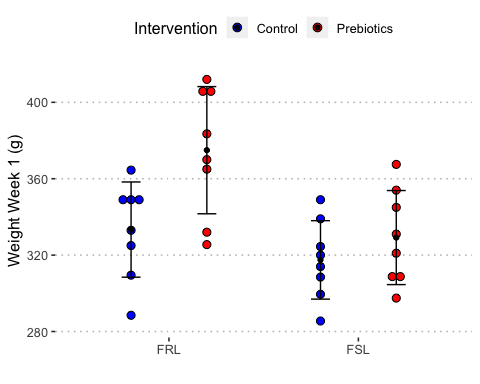 Intervention Control Prebiotics
Weight Week 1 (g)
400
360
320
280
FRL FSL